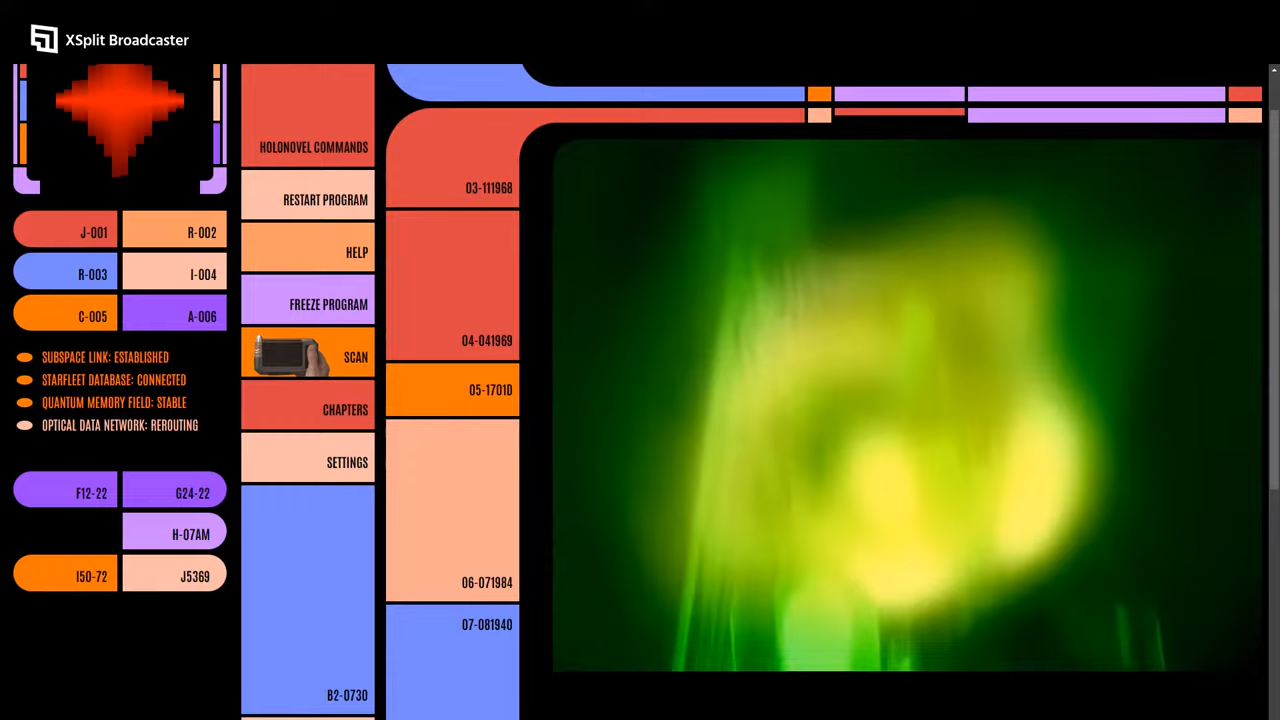 XSplit Broadcaster
J-001
R-002
R-003
I-004
C-005
A-006
SUBSPACE LINK: ESTABLISHED
STARFLEET DATABASE: CONNECTED
QUANTUM MEMORY FIELD: STABLE
OPTICAL DATA NETWORK: REROUTING
F12-22
G24-22
H-07AM
I50-72
J5369
HOLONOVEL COMMANDS
RESTART PROGRAM
HELP
FREEZE PROGRAM
SCAN
CHAPTERS
SETTINGS
B2-0730
03-111968
04-041969
05-1701D
06-071984
07-081940